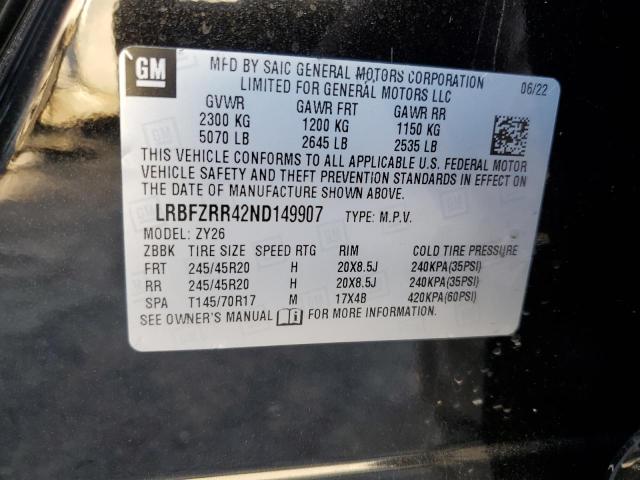 GM
MFD BY SAIC GENERAL MOTORS CORPORATION 06/22
LIMITED FOR GENERAL MOTORS LLC
GVWR GAWR FRT GAWR RR
2300 KG 1200 KG 1150 KG
5070 LB 2645 LB 2535 LB
THIS VEHICLE CONFORMS TO ALL APPLICABLE U.S. FEDERAL MOTOR
VEHICLE SAFETY AND THEFT PREVENTION STANDARDS IN EFFECT ON
THE DATE OF MANUFACTURE SHOWN ABOVE.
LRBFZRR42ND149907 TYPE: M.P.V.
MODEL: ZY26
ZBBK TIRE SIZE SPEED RTG RIM COLD TIRE PRESSURE
FRT 245/45R20 H 20X8.5J 240KPA(35PSI)
RR 245/45R20 H 20X8.5J 240KPA(35PSI)
SPA T145/70R17 M 17X4B 420KPA(60PSI)
SEE OWNER'S MANUAL FOR MORE INFORMATION.